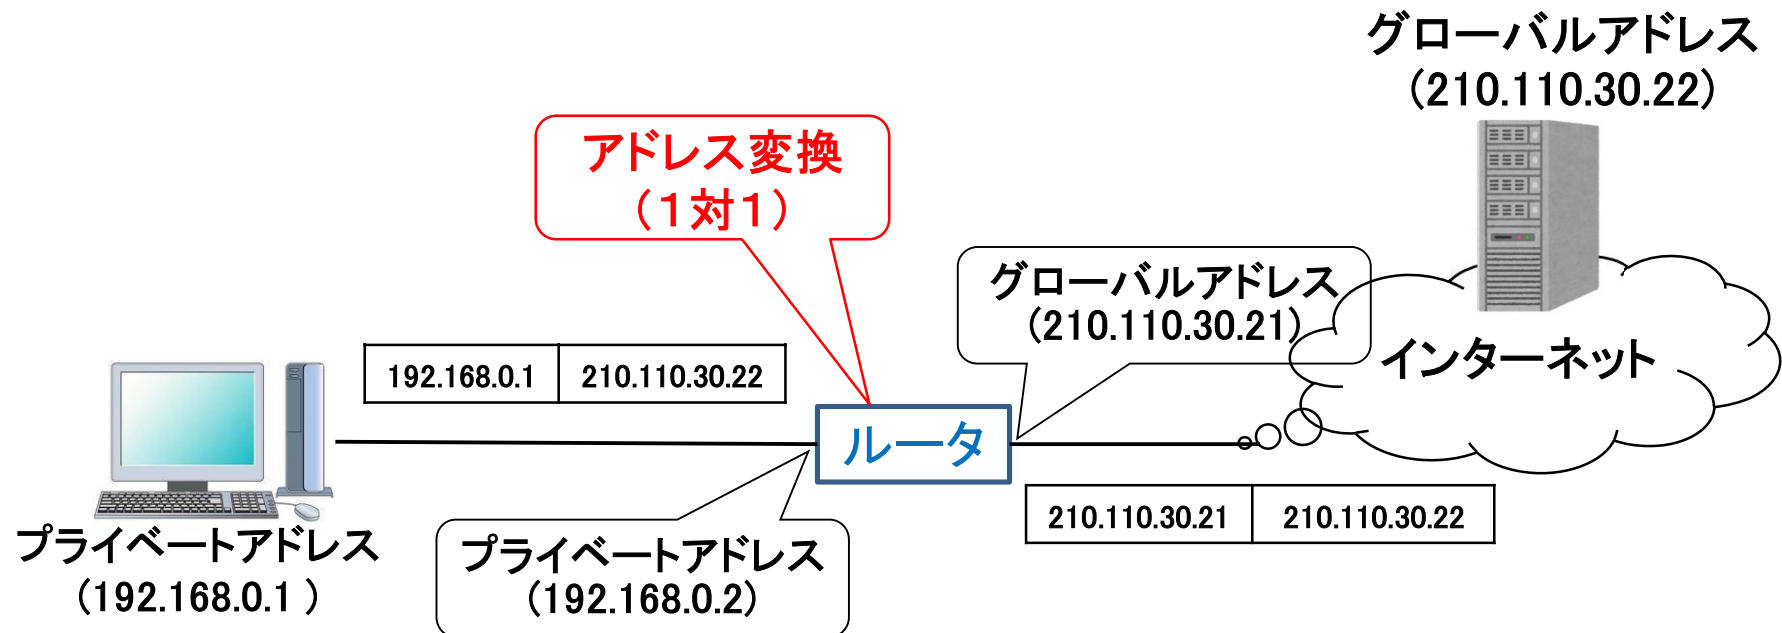 グローバルアドレス
(210.110.30.22)
アドレス変換
(1対1)
グローバルアドレス
(210.110.30.21)
インターネット
192.168.0.1 210.110.30.22
ルータ
210.110.30.21 210.110.30.22
プライベートアドレス
(192.168.0.1 )
プライベートアドレス
(192.168.0.2)